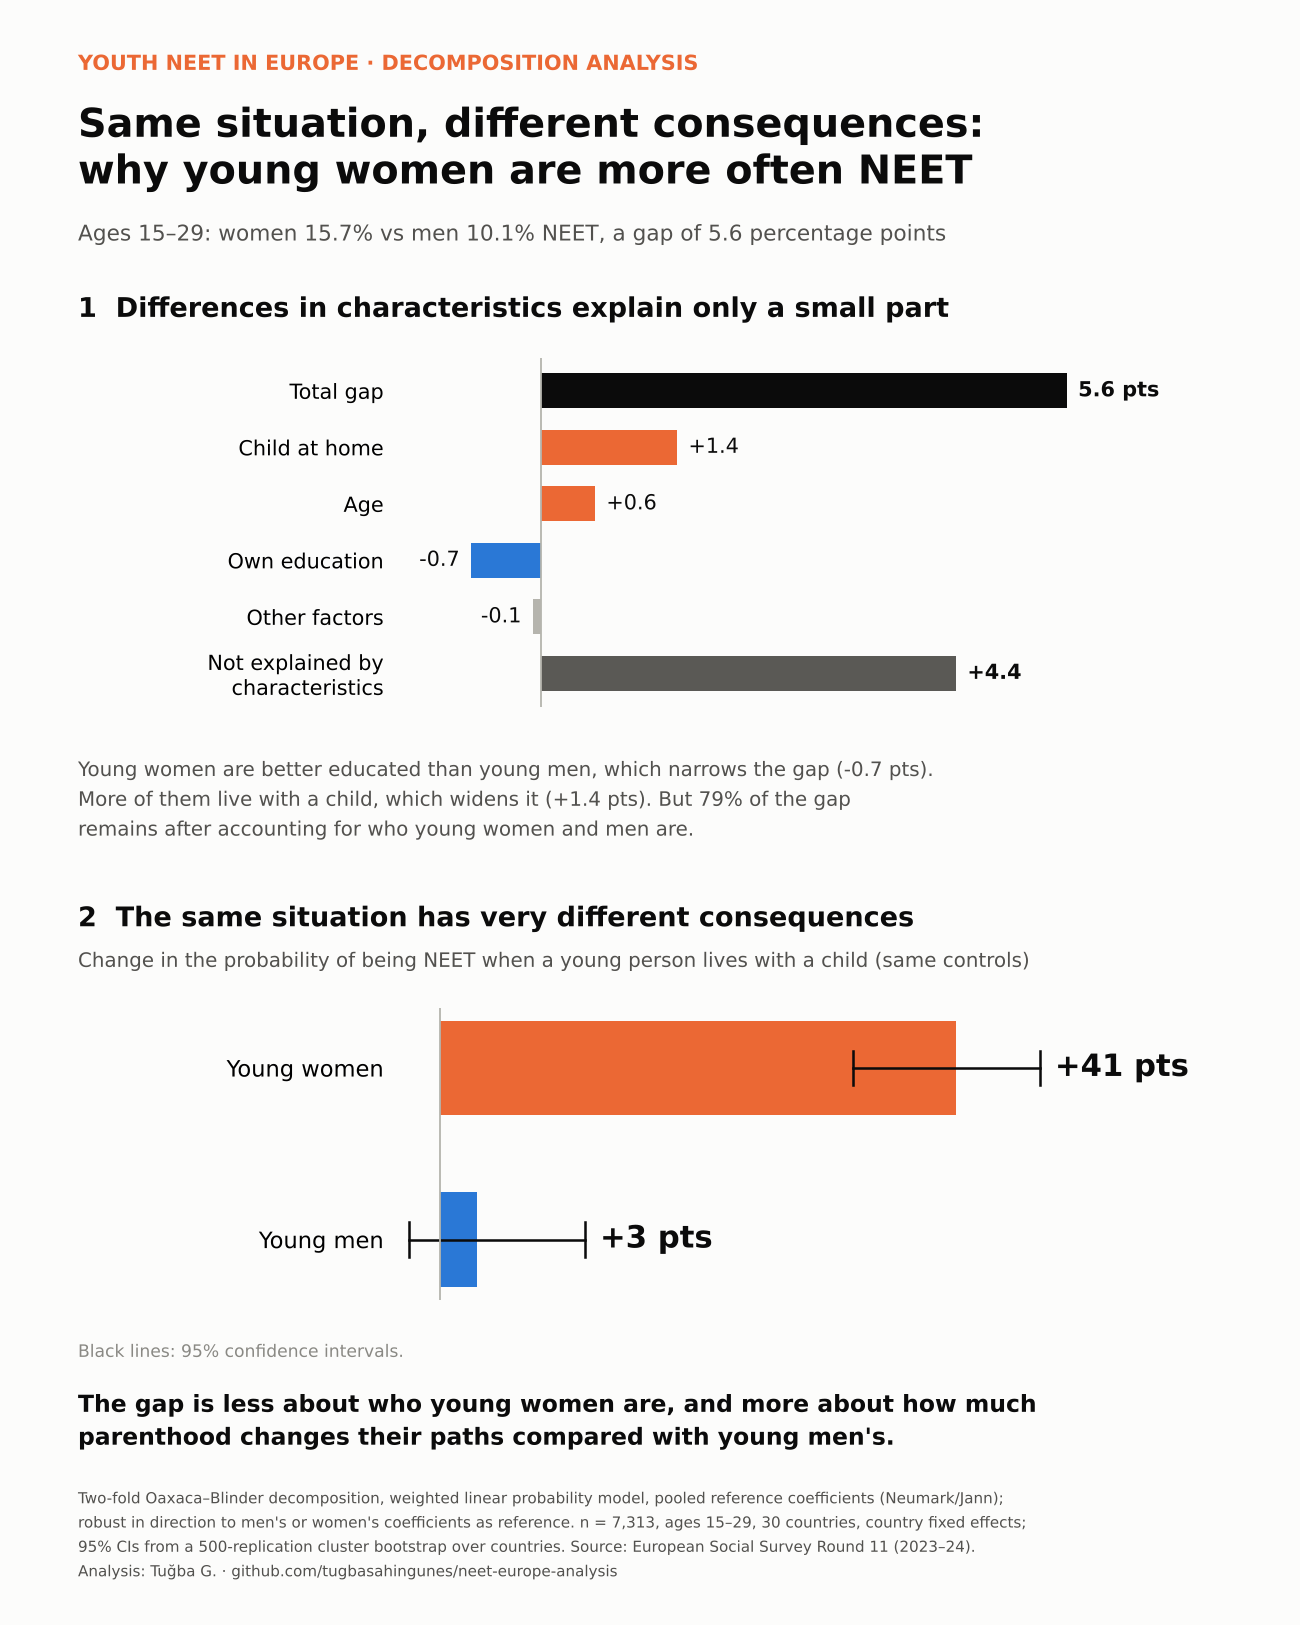 YOUTH NEET IN EUROPE · DECOMPOSITION ANALYSIS
Same situation, different consequences:
why young women are more often NEET
Ages 15–29: women 15.7% vs men 10.1% NEET, a gap of 5.6 percentage points
1 Differences in characteristics explain only a small part
Total gap
5.6 pts
Child at home
+1.4
Age
+0.6
Own education
-0.7
Other factors
-0.1
Not explained by
characteristics
+4.4
Young women are better educated than young men, which narrows the gap (-0.7 pts).
More of them live with a child, which widens it (+1.4 pts). But 79% of the gap
remains after accounting for who young women and men are.
2 The same situation has very different consequences
Change in the probability of being NEET when a young person lives with a child (same controls)
Young women
+41 pts
Young men
+3 pts
Black lines: 95% confidence intervals.
The gap is less about who young women are, and more about how much
parenthood changes their paths compared with young men's.
Two-fold Oaxaca–Blinder decomposition, weighted linear probability model, pooled reference coefficients (Neumark/Jann);
robust in direction to men's or women's coefficients as reference. n = 7,313, ages 15–29, 30 countries, country fixed effects;
95% CIs from a 500-replication cluster bootstrap over countries. Source: European Social Survey Round 11 (2023–24).
Analysis: Tuğba G. · github.com/tugbasahingunes/neet-europe-analysis